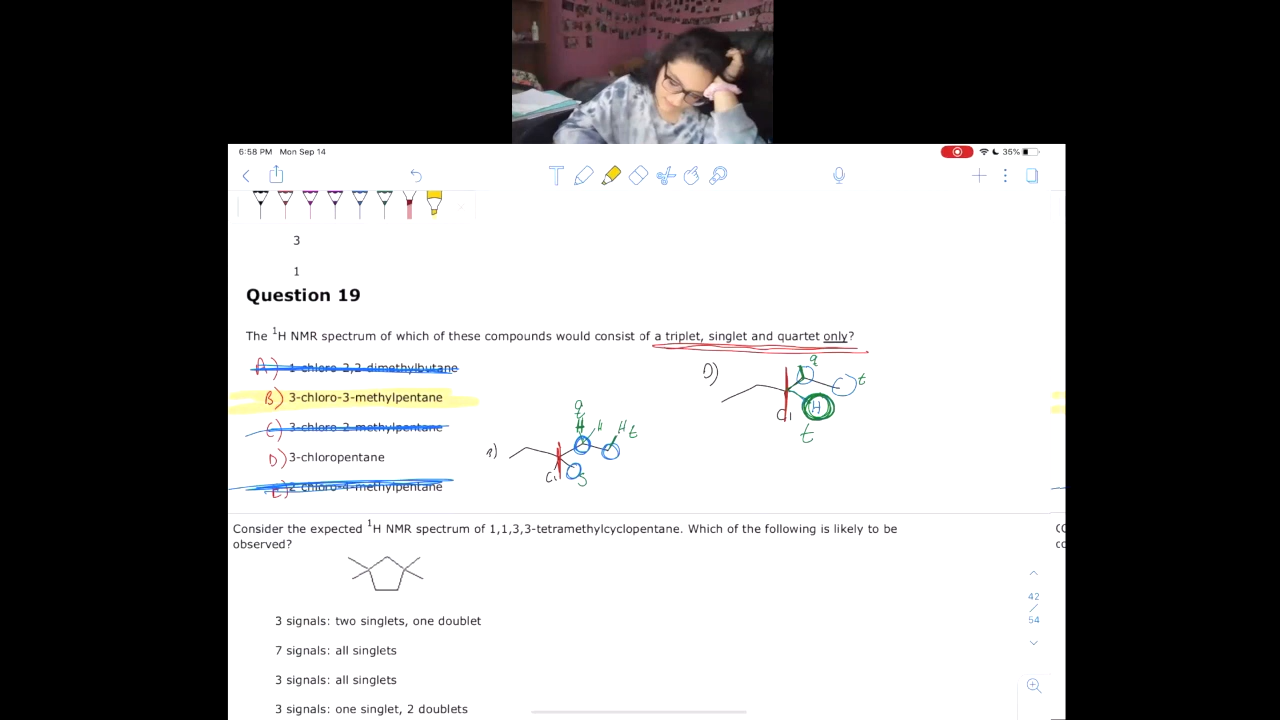 6:58 PM Mon Sep 14
35%
T
3
1
Question 19
The 1H NMR spectrum of which of these compounds would consist of a triplet, singlet and quartet only?
A) 1-chloro-2,2-dimethylbutane
B) 3-chloro-3-methylpentane
C) 3-chloro-2-methylpentane
D) 3-chloropentane
E) 2-chloro-4-methylpentane
q
H H H t
Cl s
D)
q
t
Cl H
t
Consider the expected 1H NMR spectrum of 1,1,3,3-tetramethylcyclopentane. Which of the following is likely to be
observed?
3 signals: two singlets, one doublet
7 signals: all singlets
3 signals: all singlets
3 signals: one singlet, 2 doublets
42
/
54